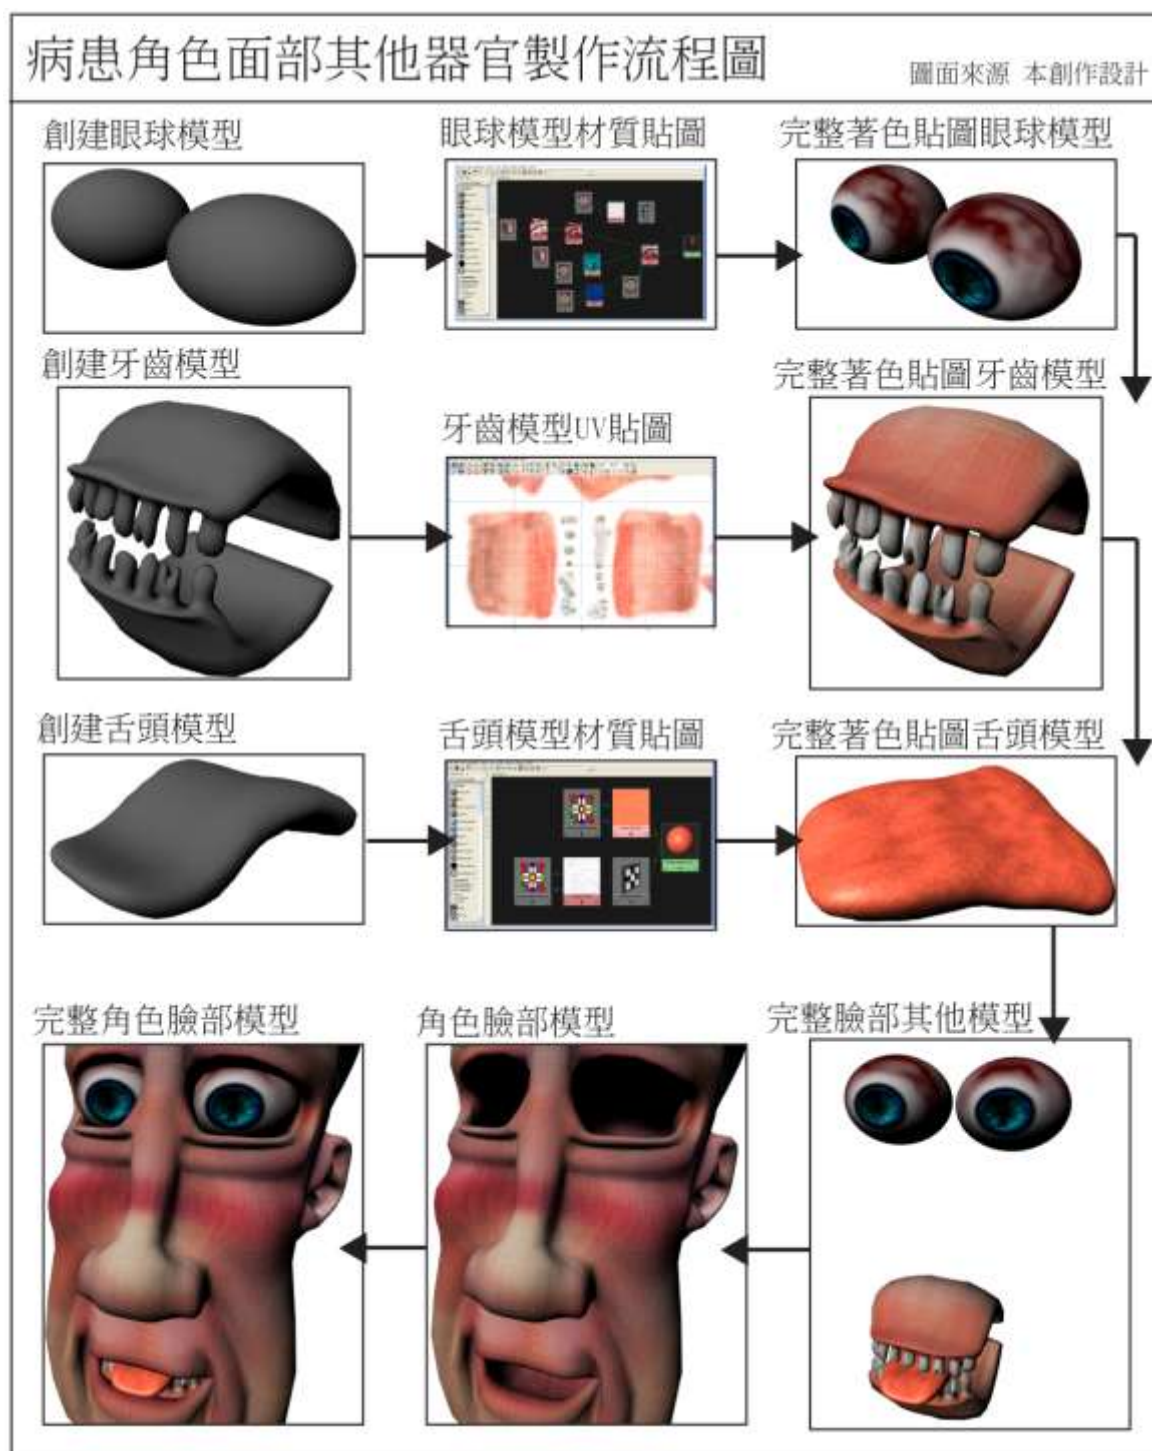 病患角色面部其他器官製作流程圖
圖面來源 本創作設計
創建眼球模型
眼球模型材質貼圖
完整著色貼圖眼球模型
創建牙齒模型
牙齒模型UV貼圖
完整著色貼圖牙齒模型
創建舌頭模型
舌頭模型材質貼圖
完整著色貼圖舌頭模型
完整角色臉部模型
角色臉部模型
完整臉部其他模型